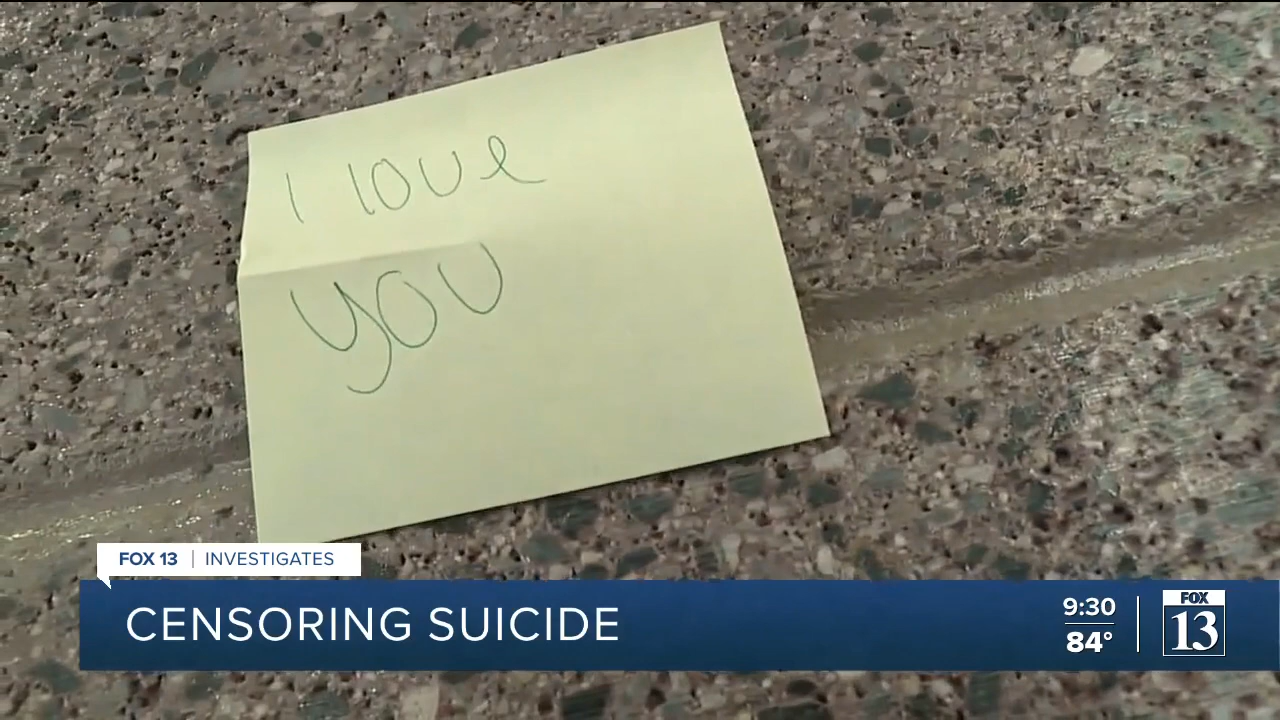 I love
you
FOX 13 | INVESTIGATES
CENSORING SUICIDE
9:30
84°
FOX
13